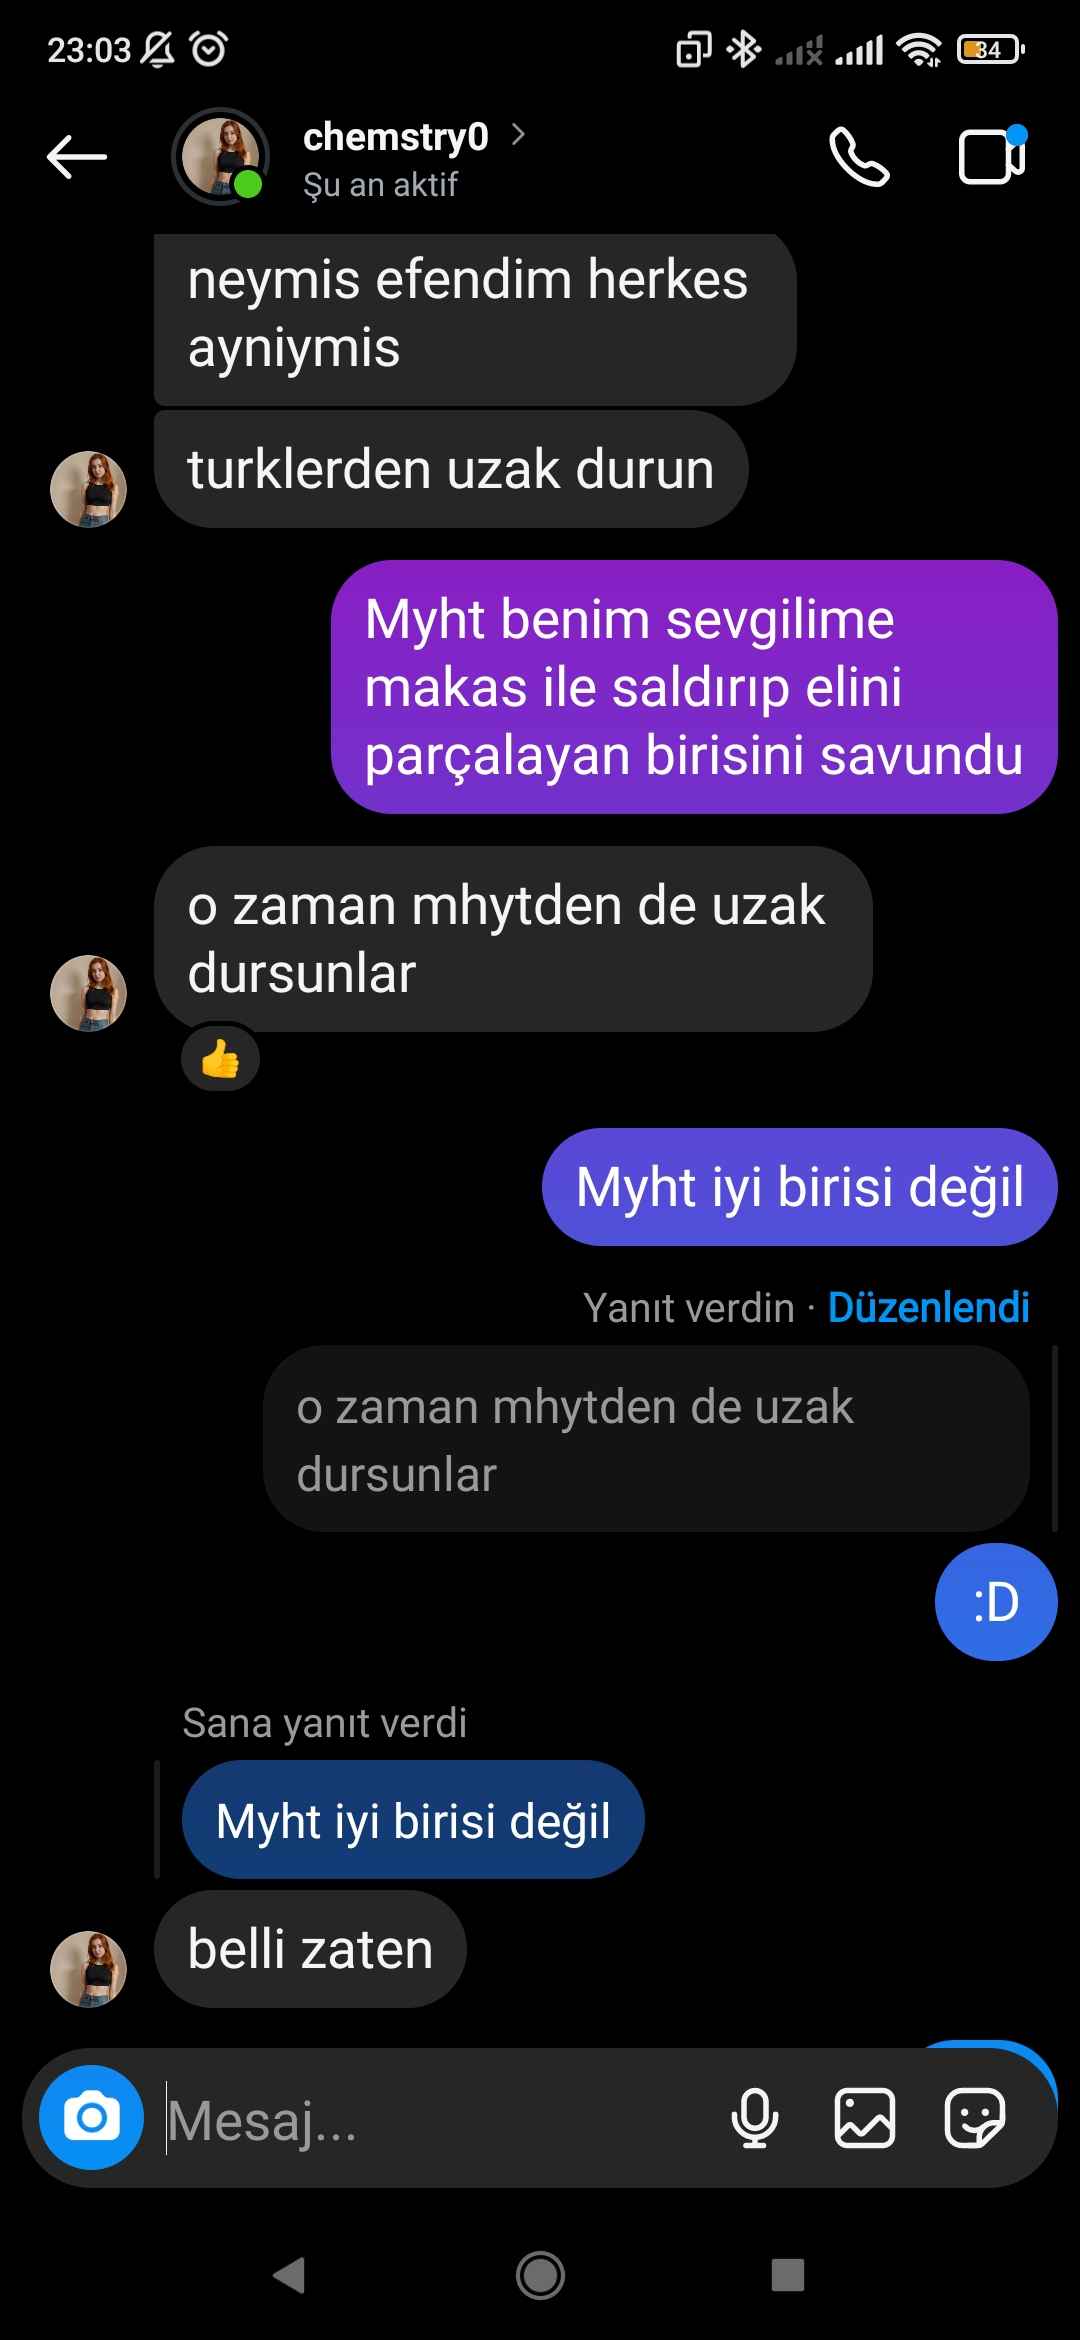 23:03
34
chemstry0
Şu an aktif
neymis efendim herkes
ayniymis
turklerden uzak durun
Myht benim sevgilime
makas ile saldırıp elini
parçalayan birisini savundu
o zaman mhytden de uzak
dursunlar
Myht iyi birisi değil
Yanıt verdin · Düzenlendi
o zaman mhytden de uzak
dursunlar
:D
Sana yanıt verdi
Myht iyi birisi değil
belli zaten
Mesaj...